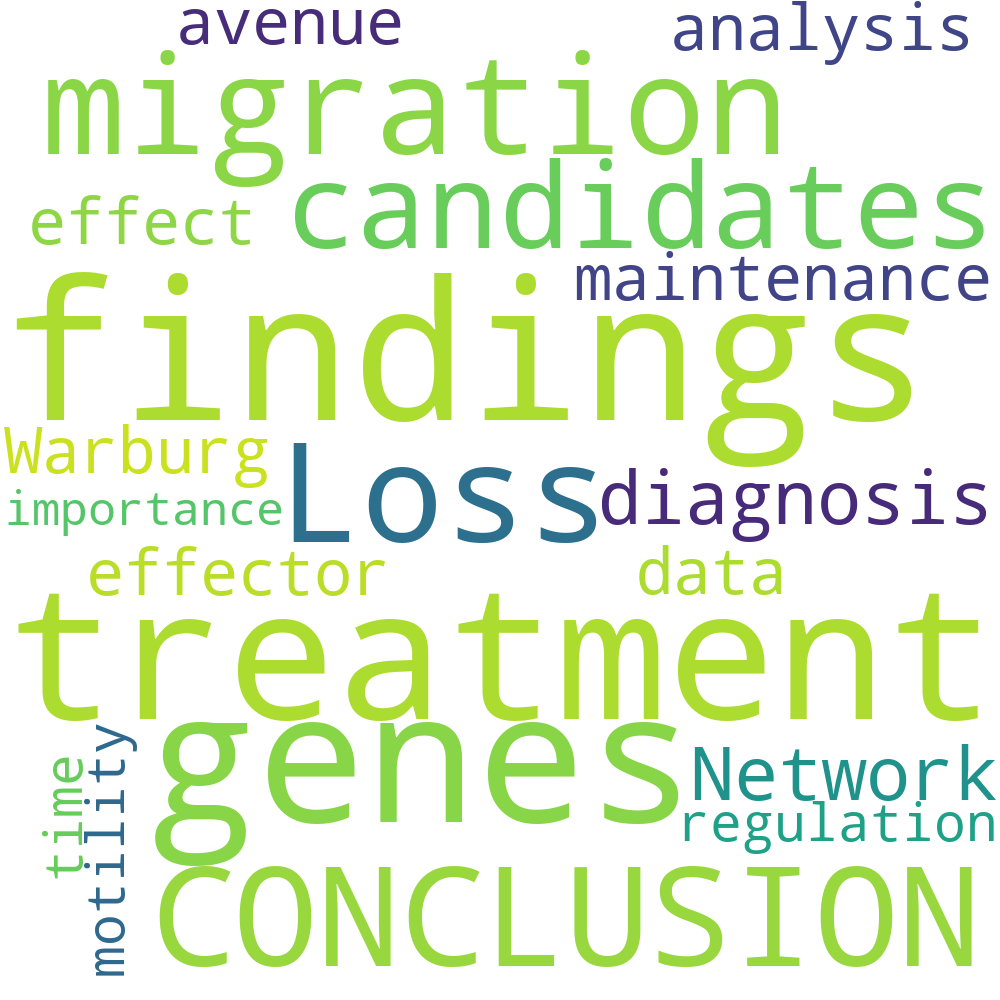 avenue
analysis
migration
candidates
effect
maintenance
findings
Warburg
Loss
diagnosis
importance
effector
data
treatment
genes
Network
time
motility
regulation
CONCLUSION